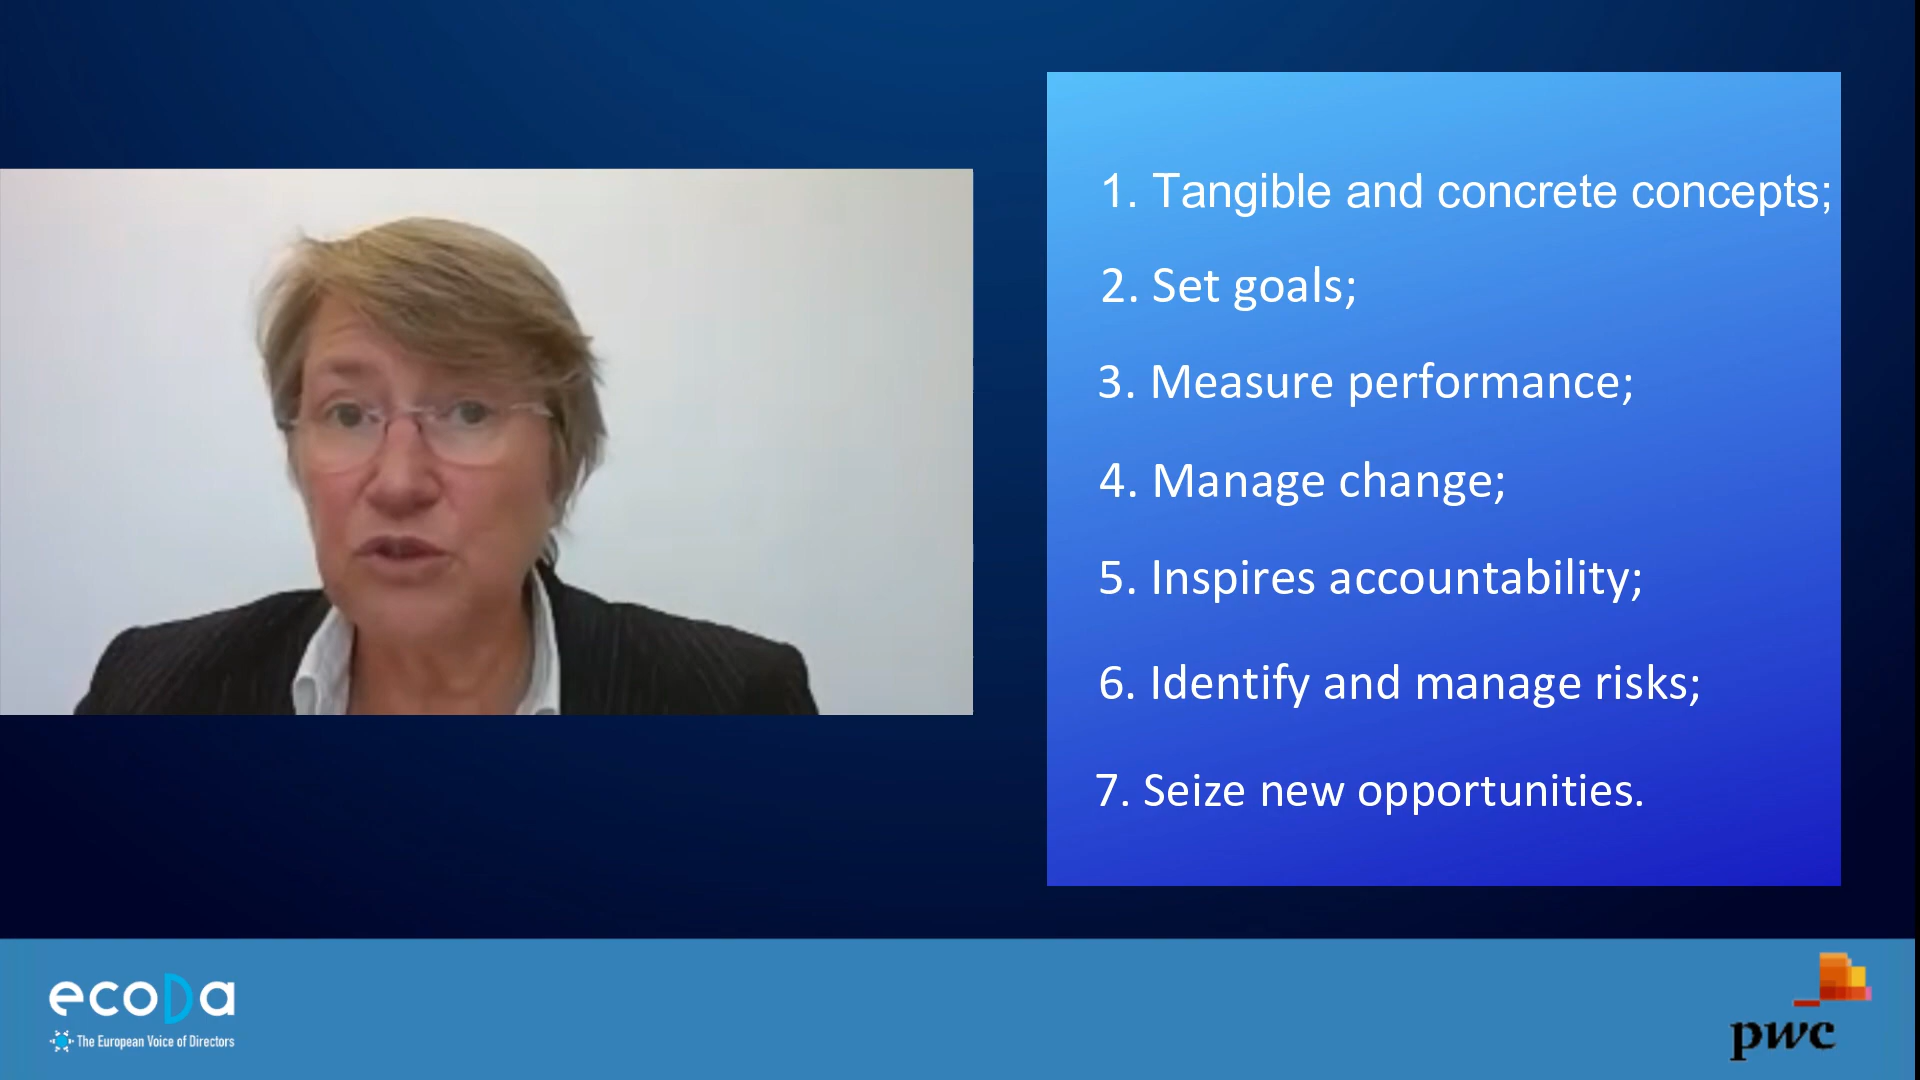 1. Tangible and concrete concepts;
2. Set goals;
3. Measure performance;
4. Manage change;
5. Inspires accountability;
6. Identify and manage risks;
7. Seize new opportunities.
ecoDa
The European Voice of Directors
pwc